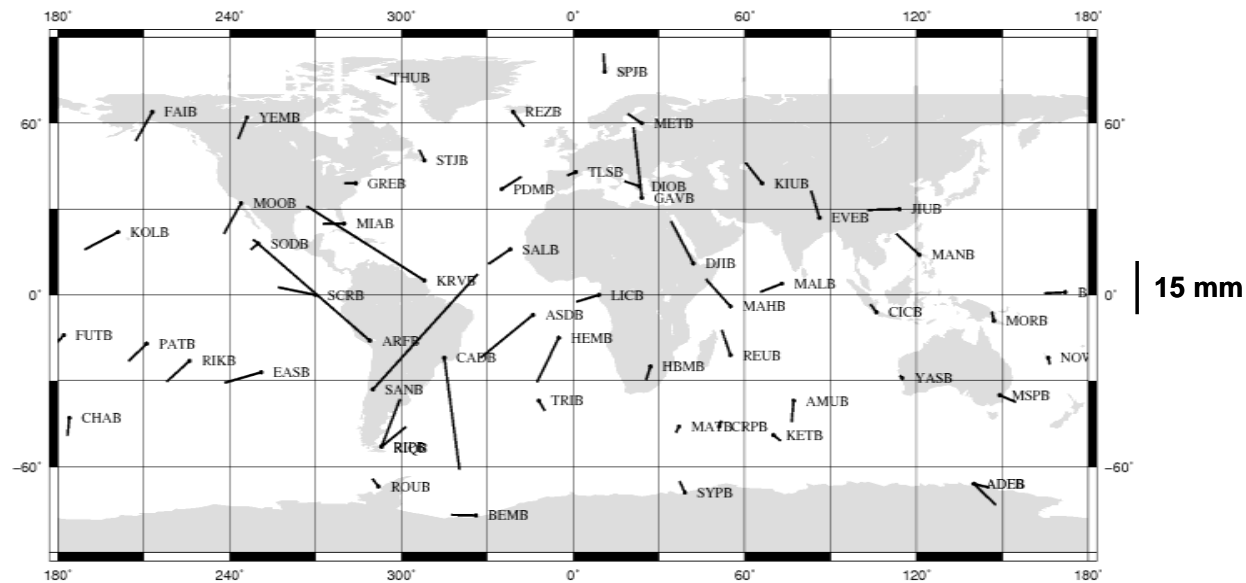 180° 240° 300° 0° 60° 120° 180°
THUB SPJB
FAIB YEMB REZB
60° METB 60°
STJB
TLSB
GREB PDMB DIOB KIUB
GAVB
MOOB JIUB
MIAB EVEB
KOLB
SODB SALB MANB
DJIB
KRVB MALB
0° SCRB LICB B 0°
MAHB
CICB
ASDB MORB
FUTB HEMB
PATB ARFB
RIKB CADB REUB NOV
EASB HBMB YASB
SANB
TRIB AMUB MSPB
CHAB
CRPB
KETB
−60° −60°
ROUB SYPB
BEMB
180° 240° 300° 0° 60° 120° 180°
15 mm